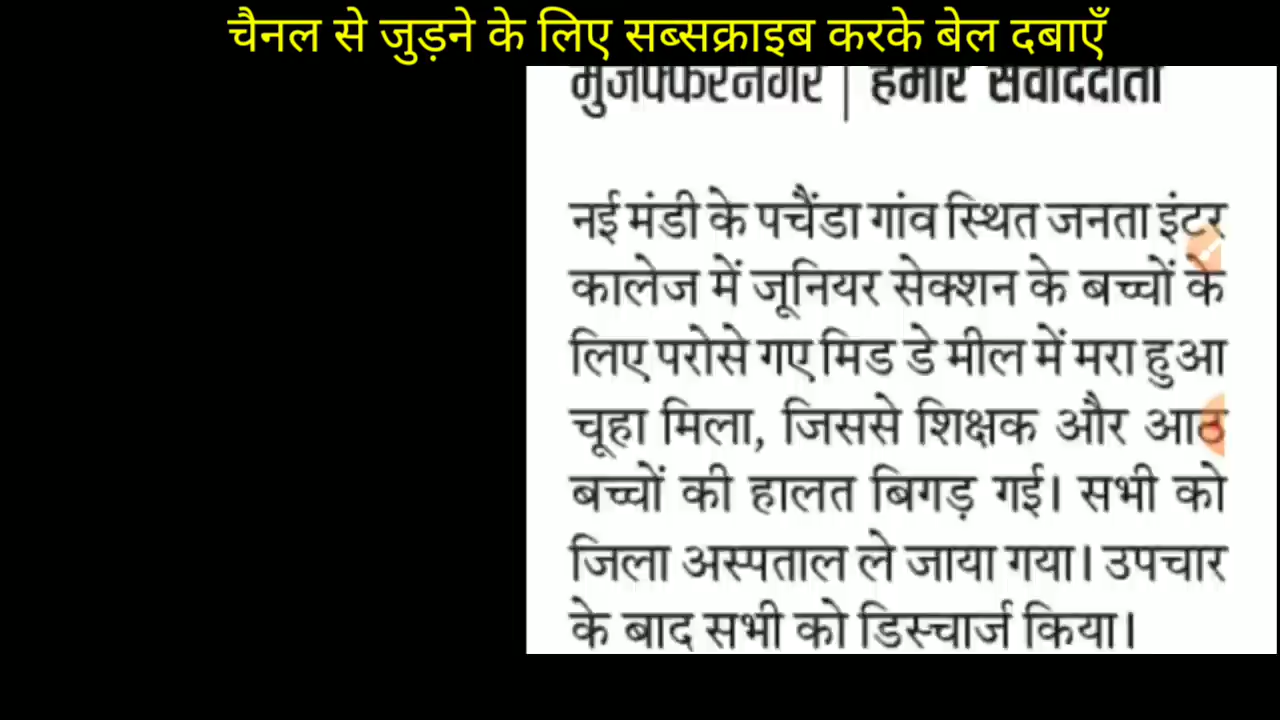 चैनल से जुड़ने के लिए सब्सक्राइब करके बेल दबाएँ
मुजफ्फरनगर | हमारे संवाददाता
नई मंडी के पचैंडा गांव स्थित जनता इंटर
कालेज में जूनियर सेक्शन के बच्चों के
लिए परोसे गए मिड डे मील में मरा हुआ
चूहा मिला, जिससे शिक्षक और आठ
बच्चों की हालत बिगड़ गई। सभी को
जिला अस्पताल ले जाया गया। उपचार
के बाद सभी को डिस्चार्ज किया।